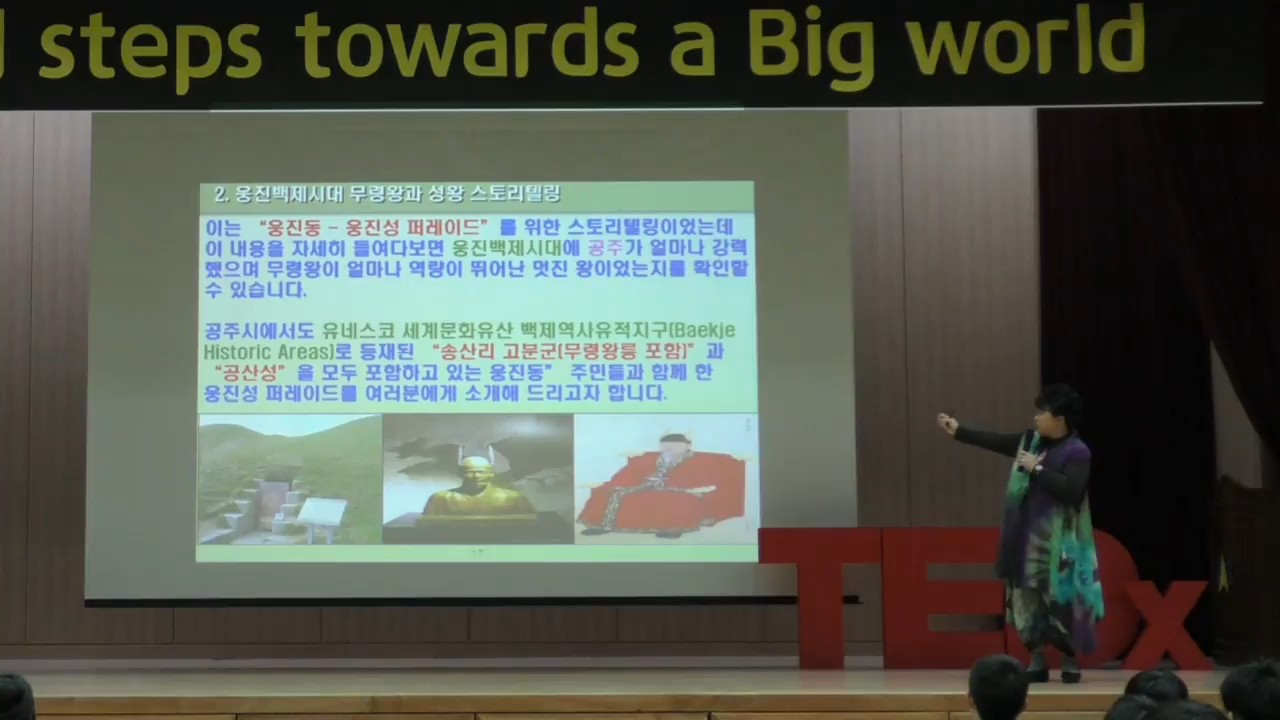 steps towards a Big world
2. 웅진백제시대 무령왕과 성왕 스토리텔링
이는 “웅진동 - 웅진성 퍼레이드” 를 위한 스토리텔링이었는데
이 내용을 자세히 들여다보면 웅진백제시대에 공주가 얼마나 강력
했으며 무령왕이 얼마나 역량이 뛰어난 멋진 왕이었는지를 확인할
수 있습니다.
공주시에서도 유네스코 세계문화유산 백제역사유적지구(Baekje
Historic Areas)로 등재된 “송산리 고분군(무령왕릉 포함)” 과
“공산성” 을 모두 포함하고 있는 웅진동” 주민들과 함께 한
웅진성 퍼레이드를 여러분에게 소개해 드리고자 합니다.
17
TEDx